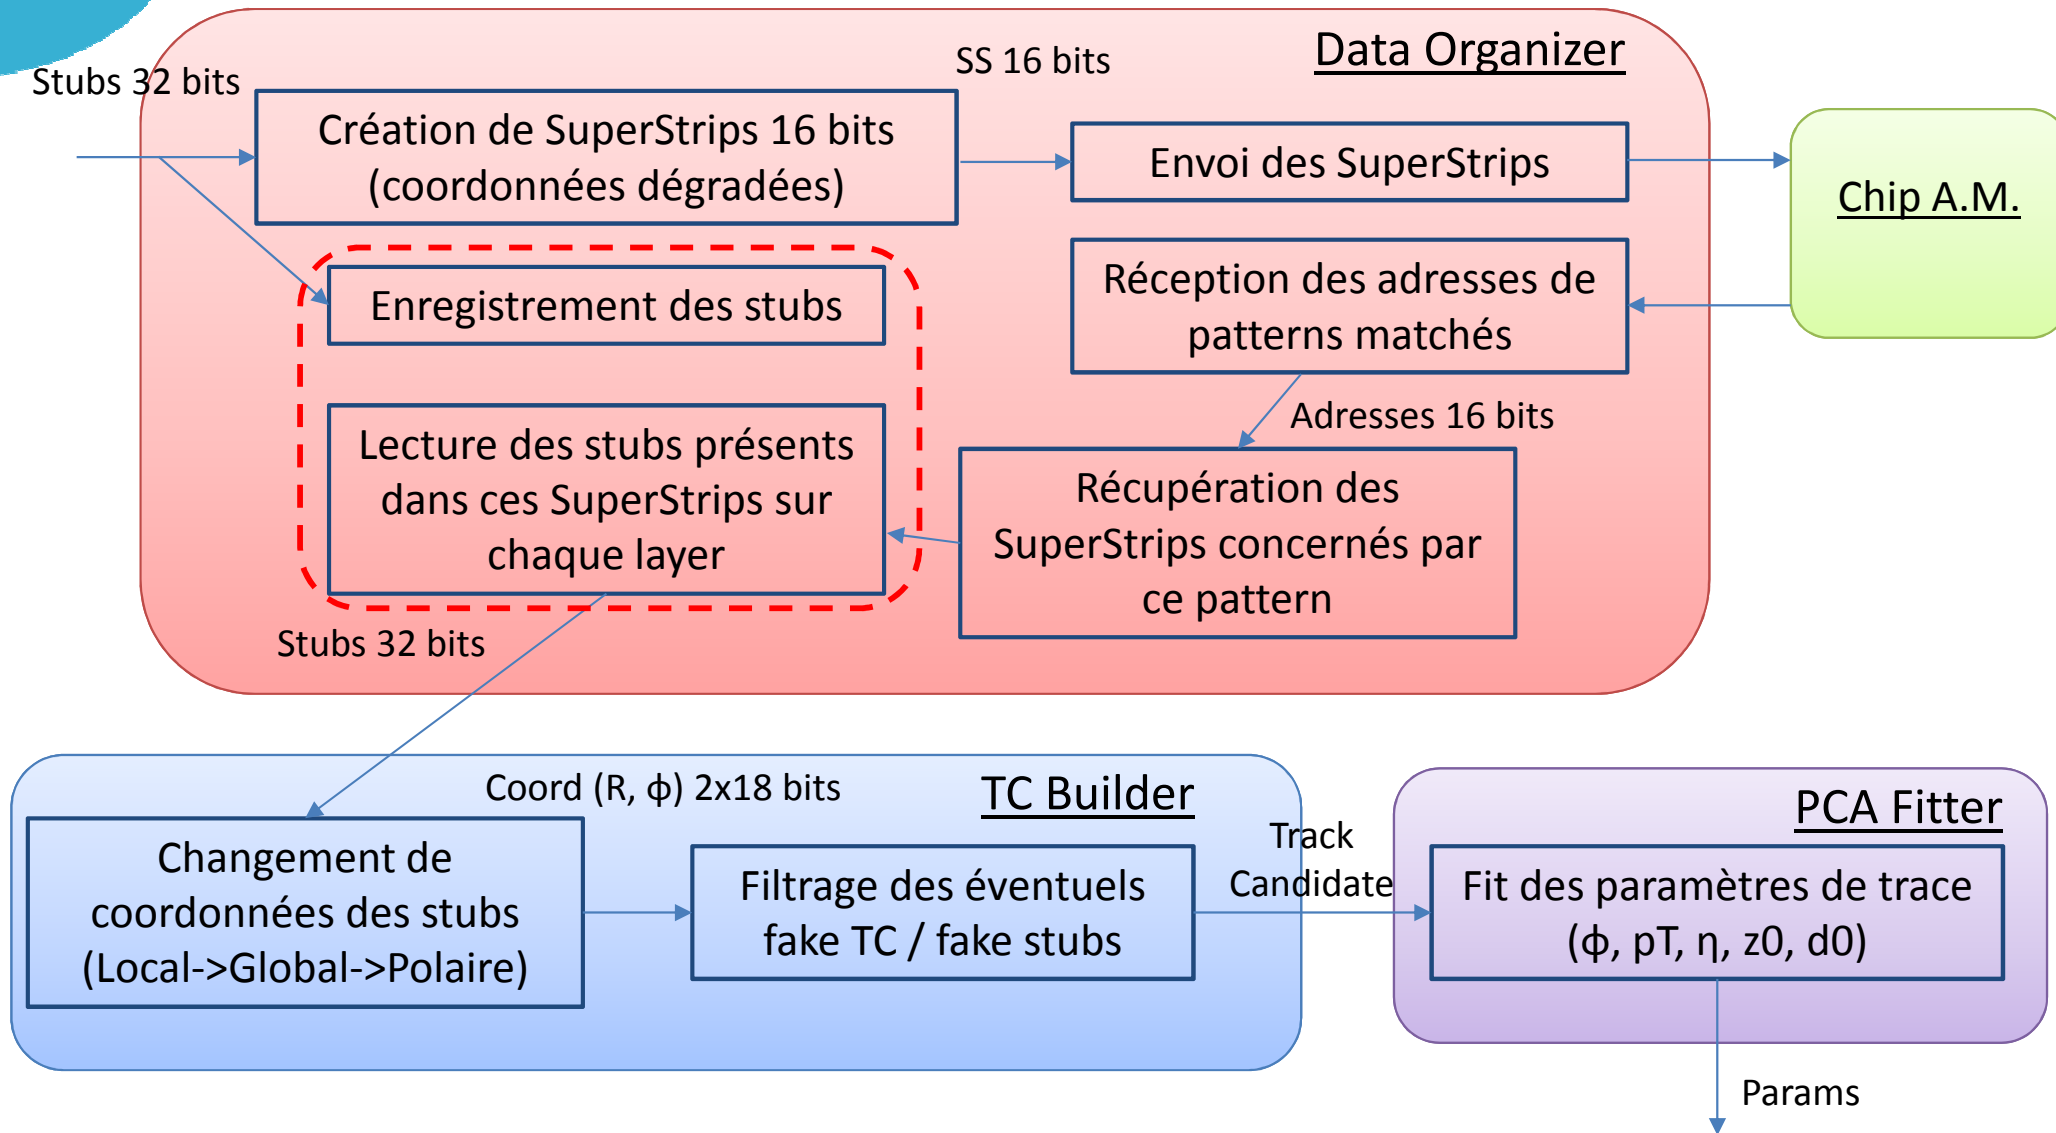 Data Organizer
Stubs 32 bits
SS 16 bits
Création de SuperStrips 16 bits
(coordonnées dégradées)
Envoi des SuperStrips
Chip A.M.
Enregistrement des stubs
Réception des adresses de
patterns matchés
Adresses 16 bits
Lecture des stubs présents
dans ces SuperStrips sur
chaque layer
Récupération des
SuperStrips concernés par
ce pattern
Stubs 32 bits
Coord (R, ϕ) 2x18 bits
TC Builder
Changement de
coordonnées des stubs
(Local->Global->Polaire)
Filtrage des éventuels
fake TC / fake stubs
Track
Candidate
PCA Fitter
Fit des paramètres de trace
(ϕ, pT, η, z0, d0)
Params